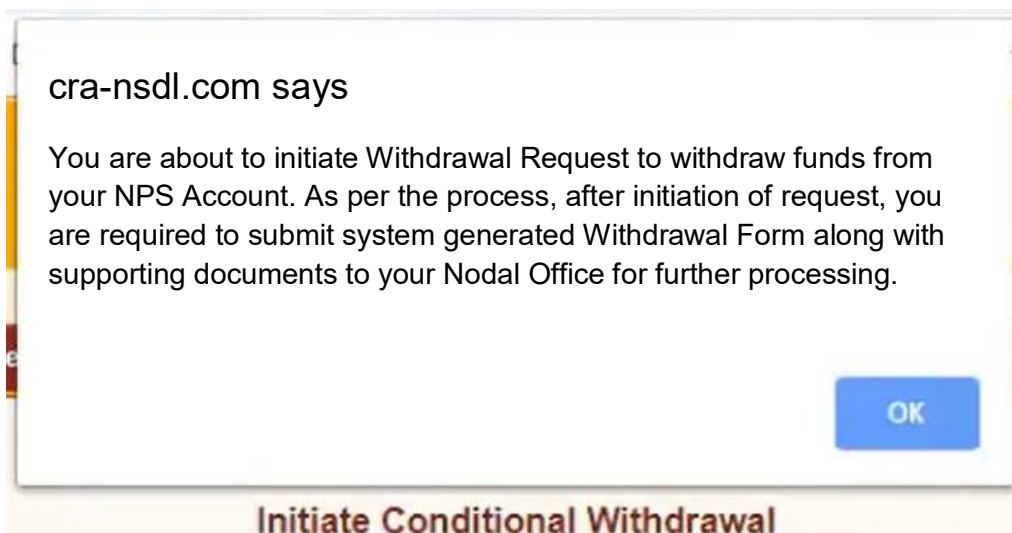 cra-nsdl.com says
You are about to initiate Withdrawal Request to withdraw funds from
your NPS Account. As per the process, after initiation of request, you
are required to submit system generated Withdrawal Form along with
supporting documents to your Nodal Office for further processing.
OK
Initiate Conditional Withdrawal